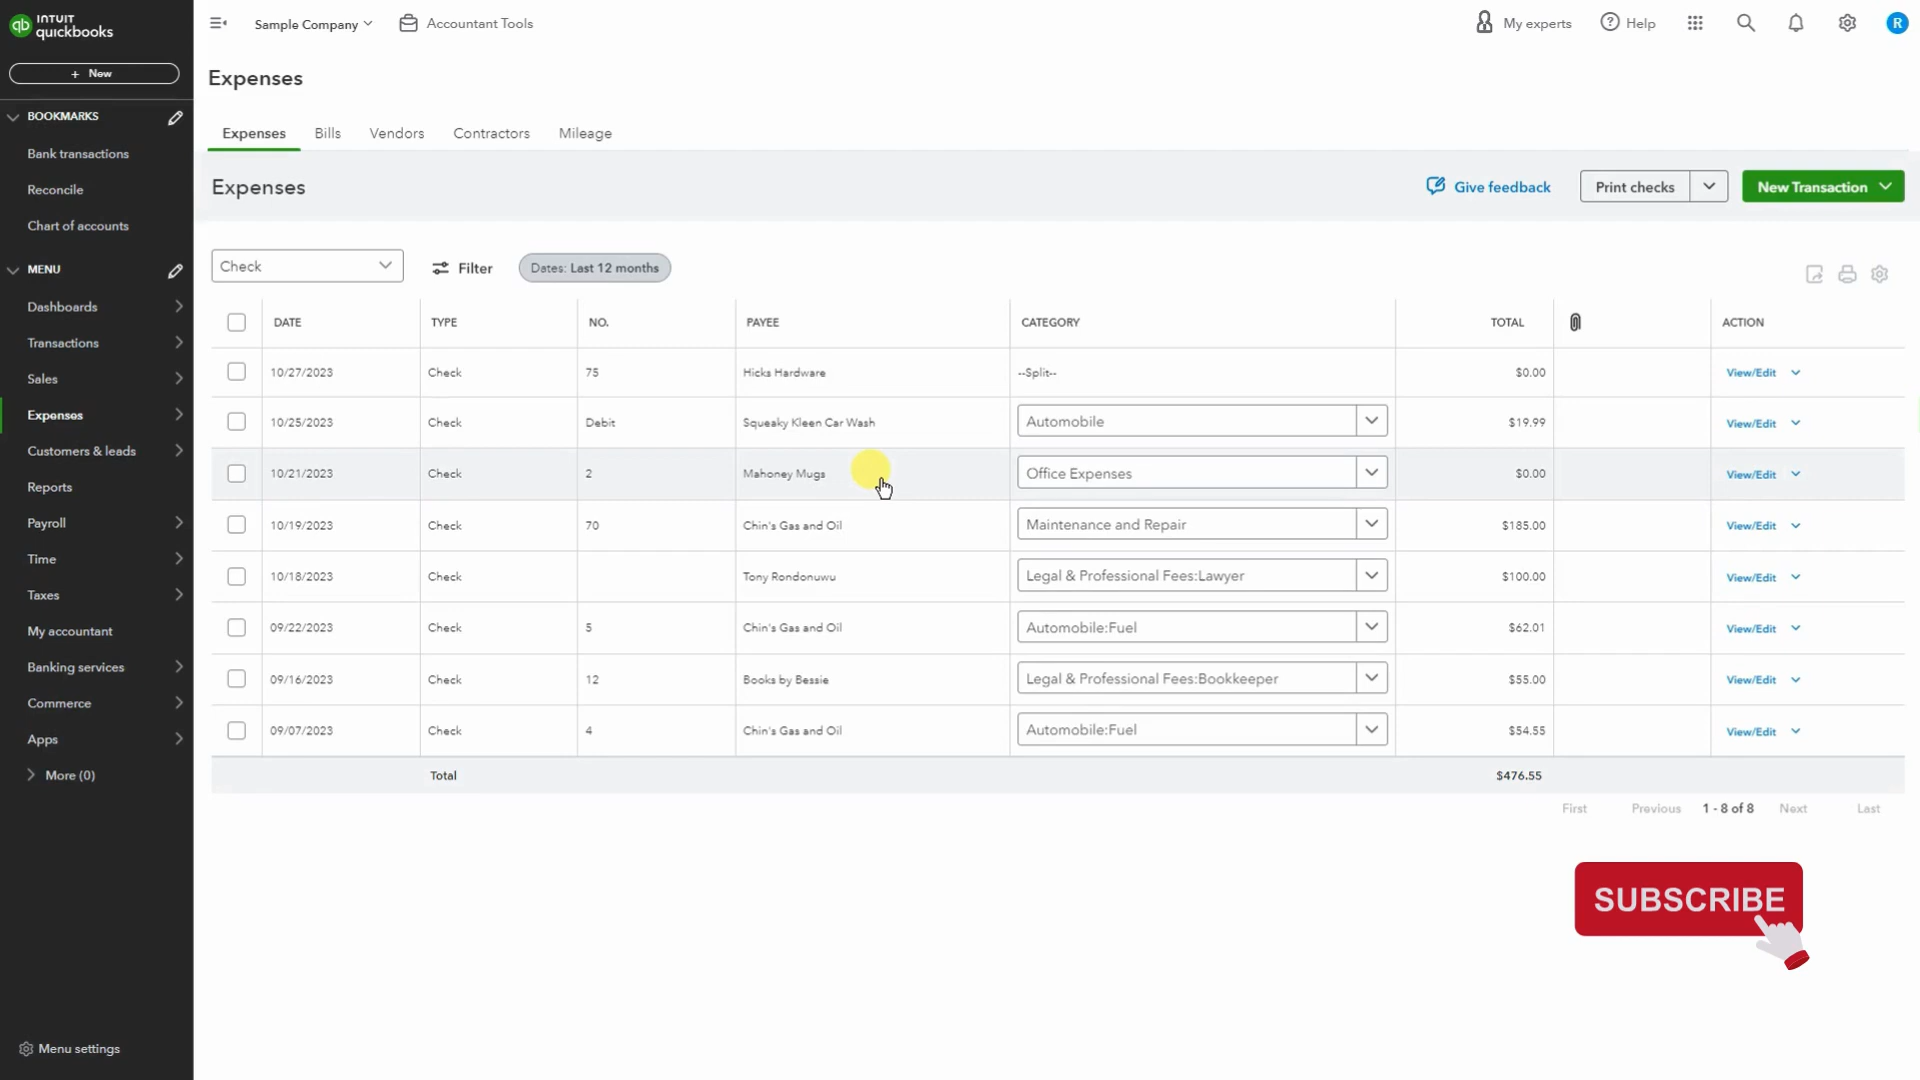 INTUIT
quickbooks
Sample Company
Accountant Tools
My experts
Help
R
+ New
Expenses
BOOKMARKS
Bank transactions
Reconcile
Chart of accounts
MENU
Dashboards
Transactions
Sales
Expenses
Customers & leads
Reports
Payroll
Time
Taxes
My accountant
Banking services
Commerce
Apps
More (0)
Menu settings
Expenses Bills Vendors Contractors Mileage
Expenses
Give feedback
Print checks
New Transaction
Check
Filter
Dates: Last 12 months
DATE TYPE NO. PAYEE CATEGORY TOTAL ACTION
10/27/2023 Check 75 Hicks Hardware --Split-- $0.00 View/Edit
10/25/2023 Check Debit Squeaky Kleen Car Wash Automobile $19.99 View/Edit
10/21/2023 Check 2 Mahoney Mugs Office Expenses $0.00 View/Edit
10/19/2023 Check 70 Chin's Gas and Oil Maintenance and Repair $185.00 View/Edit
10/18/2023 Check Tony Rondonuwu Legal & Professional Fees:Lawyer $100.00 View/Edit
09/22/2023 Check 5 Chin's Gas and Oil Automobile:Fuel $62.01 View/Edit
09/16/2023 Check 12 Books by Bessie Legal & Professional Fees:Bookkeeper $55.00 View/Edit
09/07/2023 Check 4 Chin's Gas and Oil Automobile:Fuel $54.55 View/Edit
Total $476.55
First Previous 1 - 8 of 8 Next Last
SUBSCRIBE